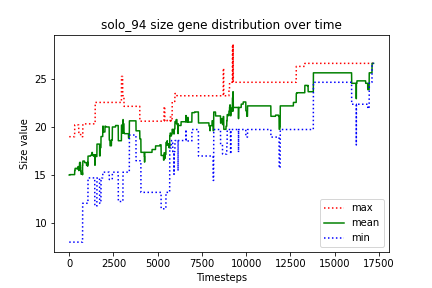 solo_94 size gene distribution over time
Size value
25
20
15
10
max
mean
min
0
2500
5000
7500
10000
12500
15000
17500
Timesteps